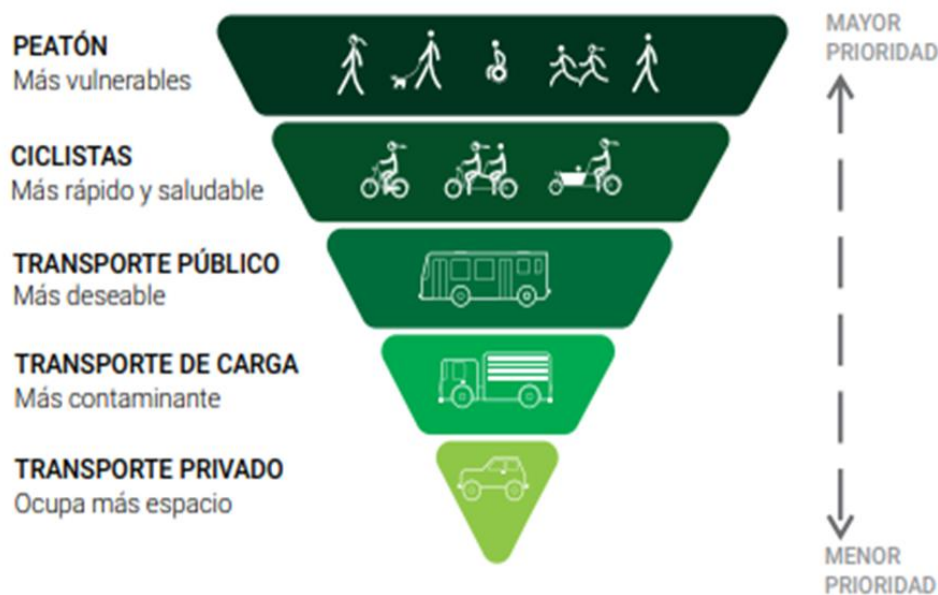 PEATÓN
Más vulnerables
CICLISTAS
Más rápido y saludable
TRANSPORTE PÚBLICO
Más deseable
TRANSPORTE DE CARGA
Más contaminante
TRANSPORTE PRIVADO
Ocupa más espacio
MAYOR
PRIORIDAD
MENOR
PRIORIDAD